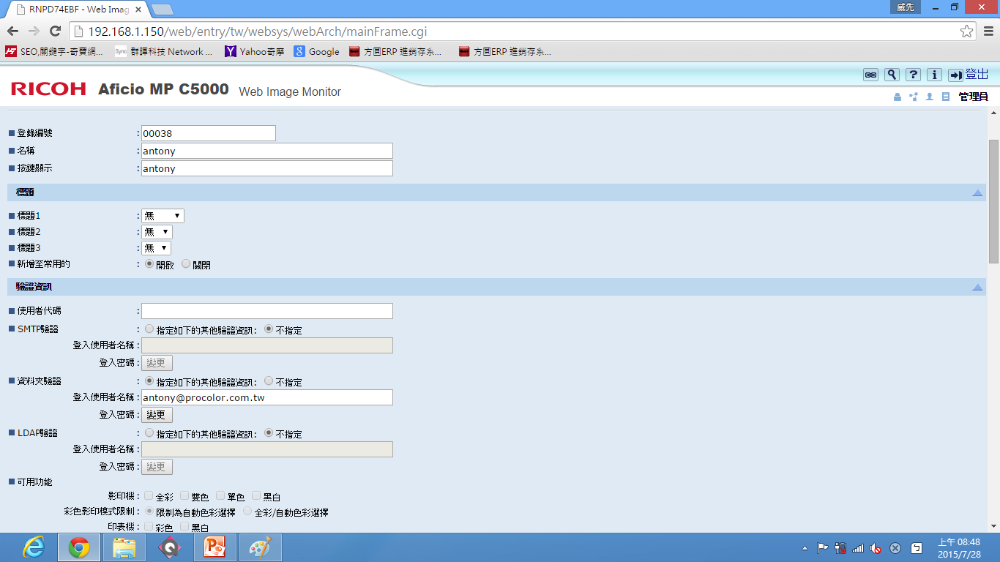 RNPD74EBF - Web Imag
威先
192.168.1.150/web/entry/tw/websys/webArch/mainFrame.cgi
SEO,關鍵字-奇寶網... Syno 群暉科技 Network ... Yahoo奇摩 Google 方圓ERP 進銷存系... 方圓ERP 進銷存系...
登出
RICOH Aficio MP C5000 Web Image Monitor
管理員
登錄編號 : 00038
名稱 : antony
按鍵顯示 : antony
標題
標題1 : 無
標題2 : 無
標題3 : 無
新增至常用的 : 開啟 關閉
驗證資訊
使用者代碼 :
SMTP驗證 : 指定如下的其他驗證資訊: 不指定
登入使用者名稱 :
登入密碼 : 變更
資料夾驗證 : 指定如下的其他驗證資訊: 不指定
登入使用者名稱 : antony@procolor.com.tw
登入密碼 : 變更
LDAP驗證 : 指定如下的其他驗證資訊: 不指定
登入使用者名稱 :
登入密碼 : 變更
可用功能
影印機 : 全彩 雙色 單色 黑白
彩色影印模式限制 : 限制為自動色彩選擇 全彩/自動色彩選擇
印表機 : 彩色 黑白
上午 08:48
2015/7/28